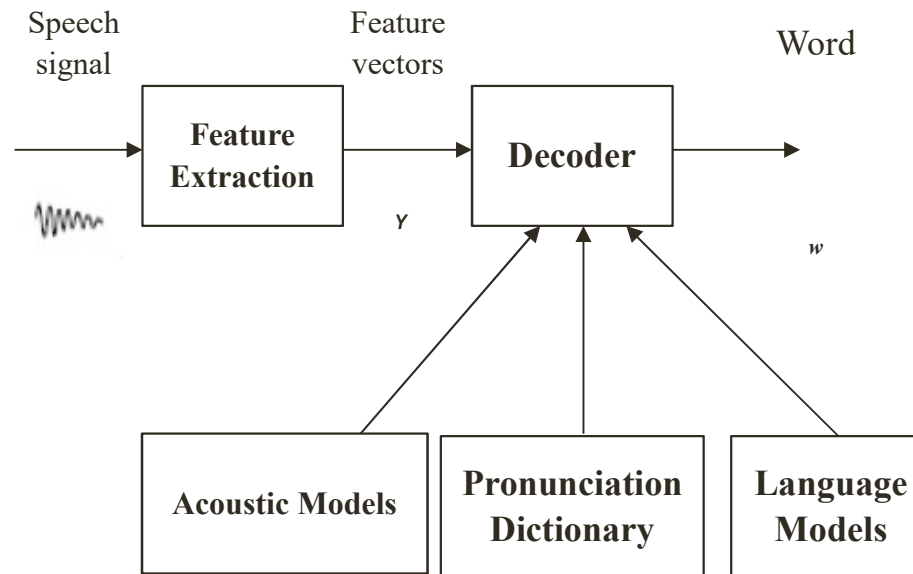 Speech
signal
Feature
vectors
Word
Feature
Extraction
Decoder
Y
w
Acoustic Models
Pronunciation
Dictionary
Language
Models